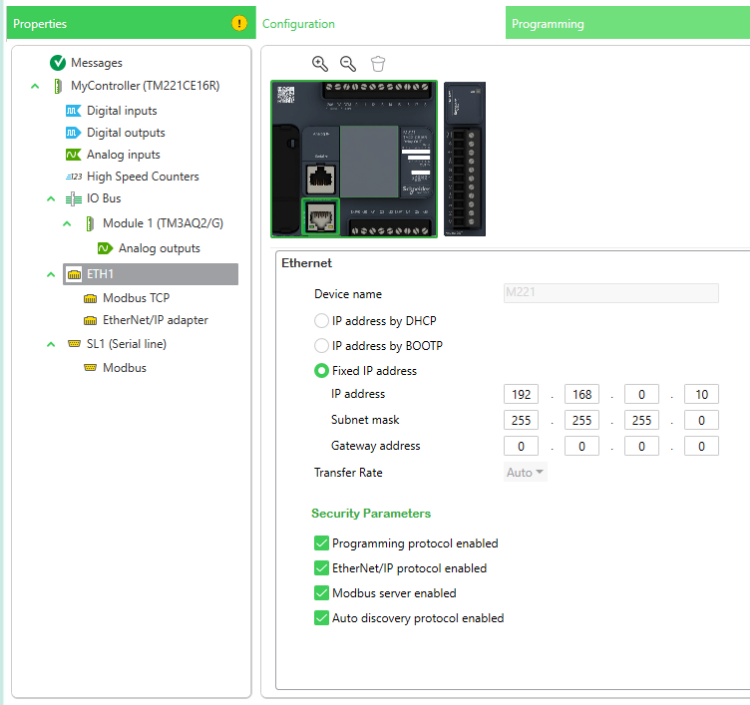 Properties
Configuration
Programming
Messages
MyController (TM221CE16R)
Digital inputs
Digital outputs
Analog inputs
High Speed Counters
IO Bus
Module 1 (TM3AQ2/G)
Analog outputs
ETH1
Modbus TCP
EtherNet/IP adapter
SL1 (Serial line)
Modbus
Schneider
Ethernet
Device name M221
IP address by DHCP
IP address by BOOTP
Fixed IP address
IP address 192 . 168 . 0 . 10
Subnet mask 255 . 255 . 255 . 0
Gateway address 0 . 0 . 0 . 0
Transfer Rate Auto
Security Parameters
Programming protocol enabled
EtherNet/IP protocol enabled
Modbus server enabled
Auto discovery protocol enabled